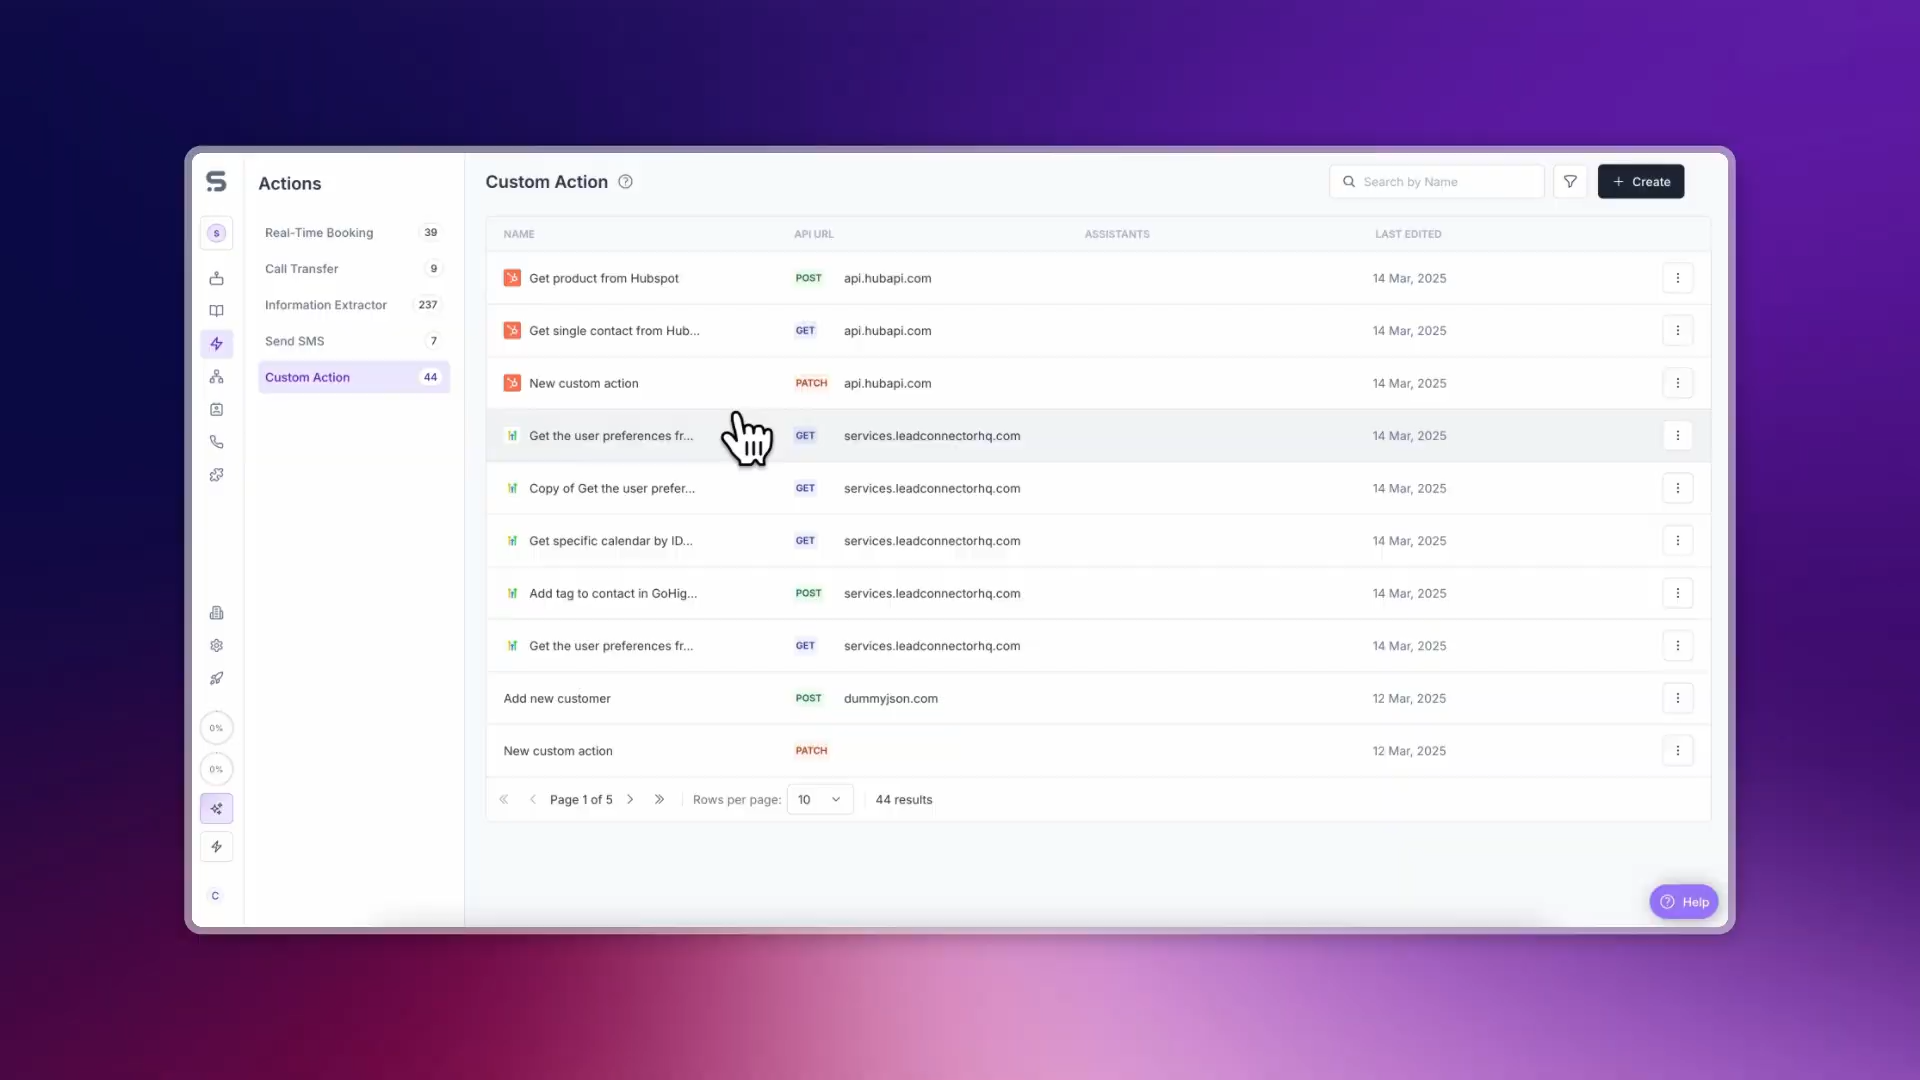 Actions
Real-Time Booking 39
Call Transfer 9
Information Extractor 237
Send SMS 7
Custom Action 44
S
0%
0%
C
Custom Action
Search by Name
+ Create
NAME API URL ASSISTANTS LAST EDITED
Get product from Hubspot POST api.hubapi.com 14 Mar, 2025
Get single contact from Hub... GET api.hubapi.com 14 Mar, 2025
New custom action PATCH api.hubapi.com 14 Mar, 2025
Get the user preferences fr... GET services.leadconnectorhq.com 14 Mar, 2025
Copy of Get the user prefer... GET services.leadconnectorhq.com 14 Mar, 2025
Get specific calendar by ID... GET services.leadconnectorhq.com 14 Mar, 2025
Add tag to contact in GoHig... POST services.leadconnectorhq.com 14 Mar, 2025
Get the user preferences fr... GET services.leadconnectorhq.com 14 Mar, 2025
Add new customer POST dummyjson.com 12 Mar, 2025
New custom action PATCH 12 Mar, 2025
Page 1 of 5 Rows per page: 10 44 results
Help